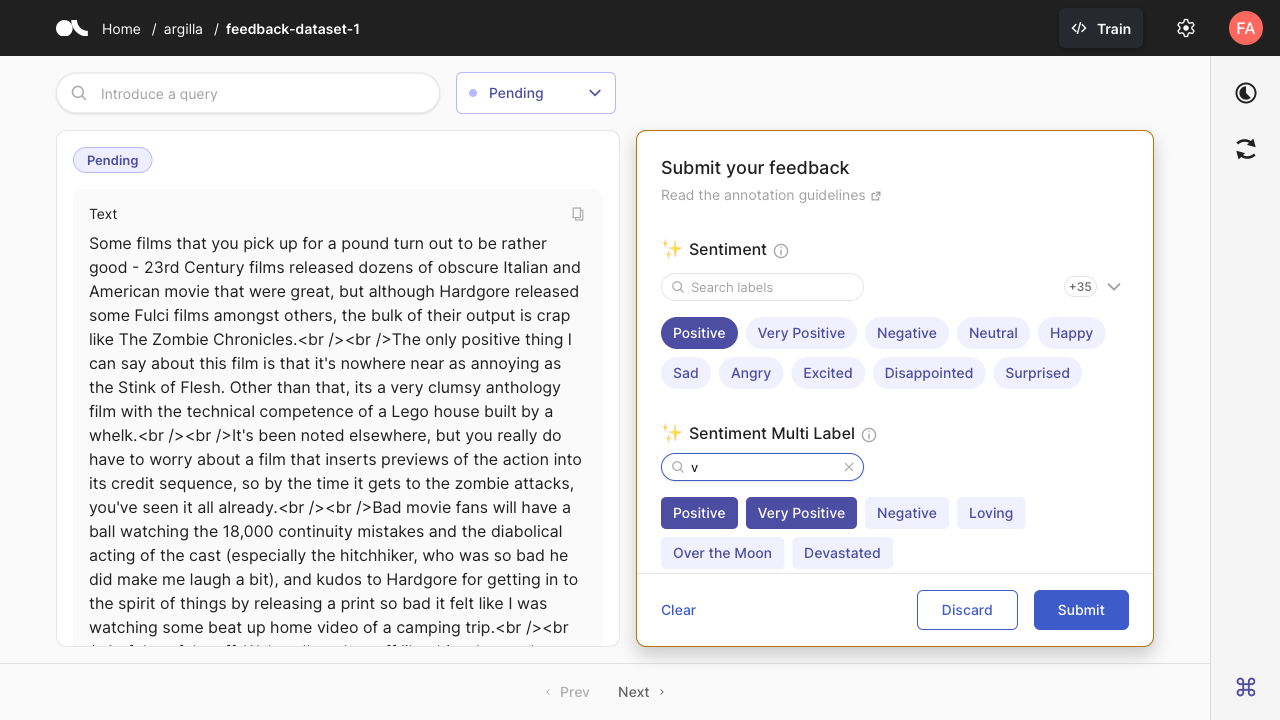 Home / argilla / feedback-dataset-1
Train
FA
Introduce a query
Pending
Pending
Text
Some films that you pick up for a pound turn out to be rather
good - 23rd Century films released dozens of obscure Italian and
American movie that were great, but although Hardgore released
some Fulci films amongst others, the bulk of their output is crap
like The Zombie Chronicles.<br /><br />The only positive thing I
can say about this film is that it's nowhere near as annoying as
the Stink of Flesh. Other than that, its a very clumsy anthology
film with the technical competence of a Lego house built by a
whelk.<br /><br />It's been noted elsewhere, but you really do
have to worry about a film that inserts previews of the action into
its credit sequence, so by the time it gets to the zombie attacks,
you've seen it all already.<br /><br />Bad movie fans will have a
ball watching the 18,000 continuity mistakes and the diabolical
acting of the cast (especially the hitchhiker, who was so bad he
did make me laugh a bit), and kudos to Hardgore for getting in to
the spirit of things by releasing a print so bad it felt like I was
watching some beat up home video of a camping trip.<br /><br
Submit your feedback
Read the annotation guidelines
✨ Sentiment
Search labels
+35
Positive Very Positive Negative Neutral Happy
Sad Angry Excited Disappointed Surprised
✨ Sentiment Multi Label
v
Positive Very Positive Negative Loving
Over the Moon Devastated
Clear Discard Submit
‹ Prev Next ›